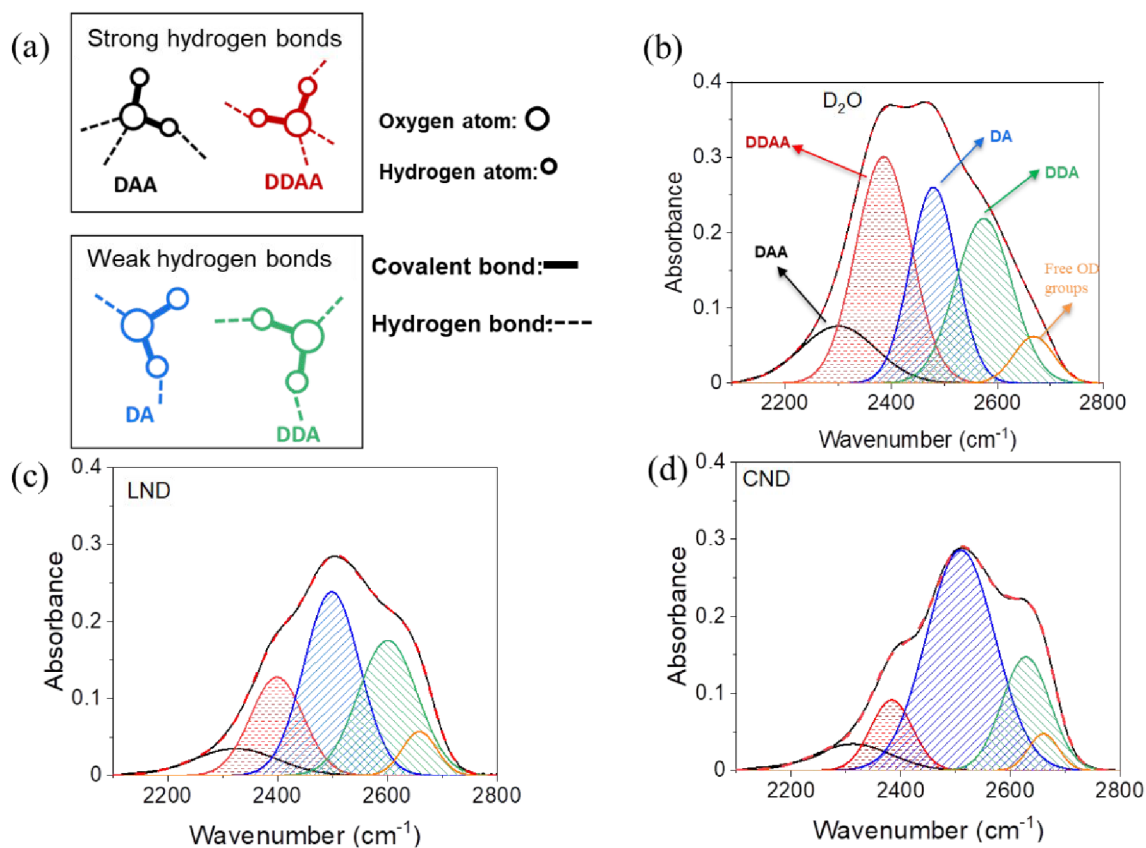 (a)
Strong hydrogen bonds
DAA
DDAA
Oxygen atom:
Hydrogen atom:
Weak hydrogen bonds
DA
DDA
Covalent bond:
Hydrogen bond:
(b)
D₂O
DDAA
DA
DDA
DAA
Free OD
groups
Absorbance
0.4
0.3
0.2
0.1
0
2200
2400
2600
2800
Wavenumber (cm⁻¹)
(c)
LND
Absorbance
0.4
0.3
0.2
0.1
0
2200
2400
2600
2800
Wavenumber (cm⁻¹)
(d)
CND
Absorbance
0.4
0.3
0.2
0.1
0
2200
2400
2600
2800
Wavenumber (cm⁻¹)